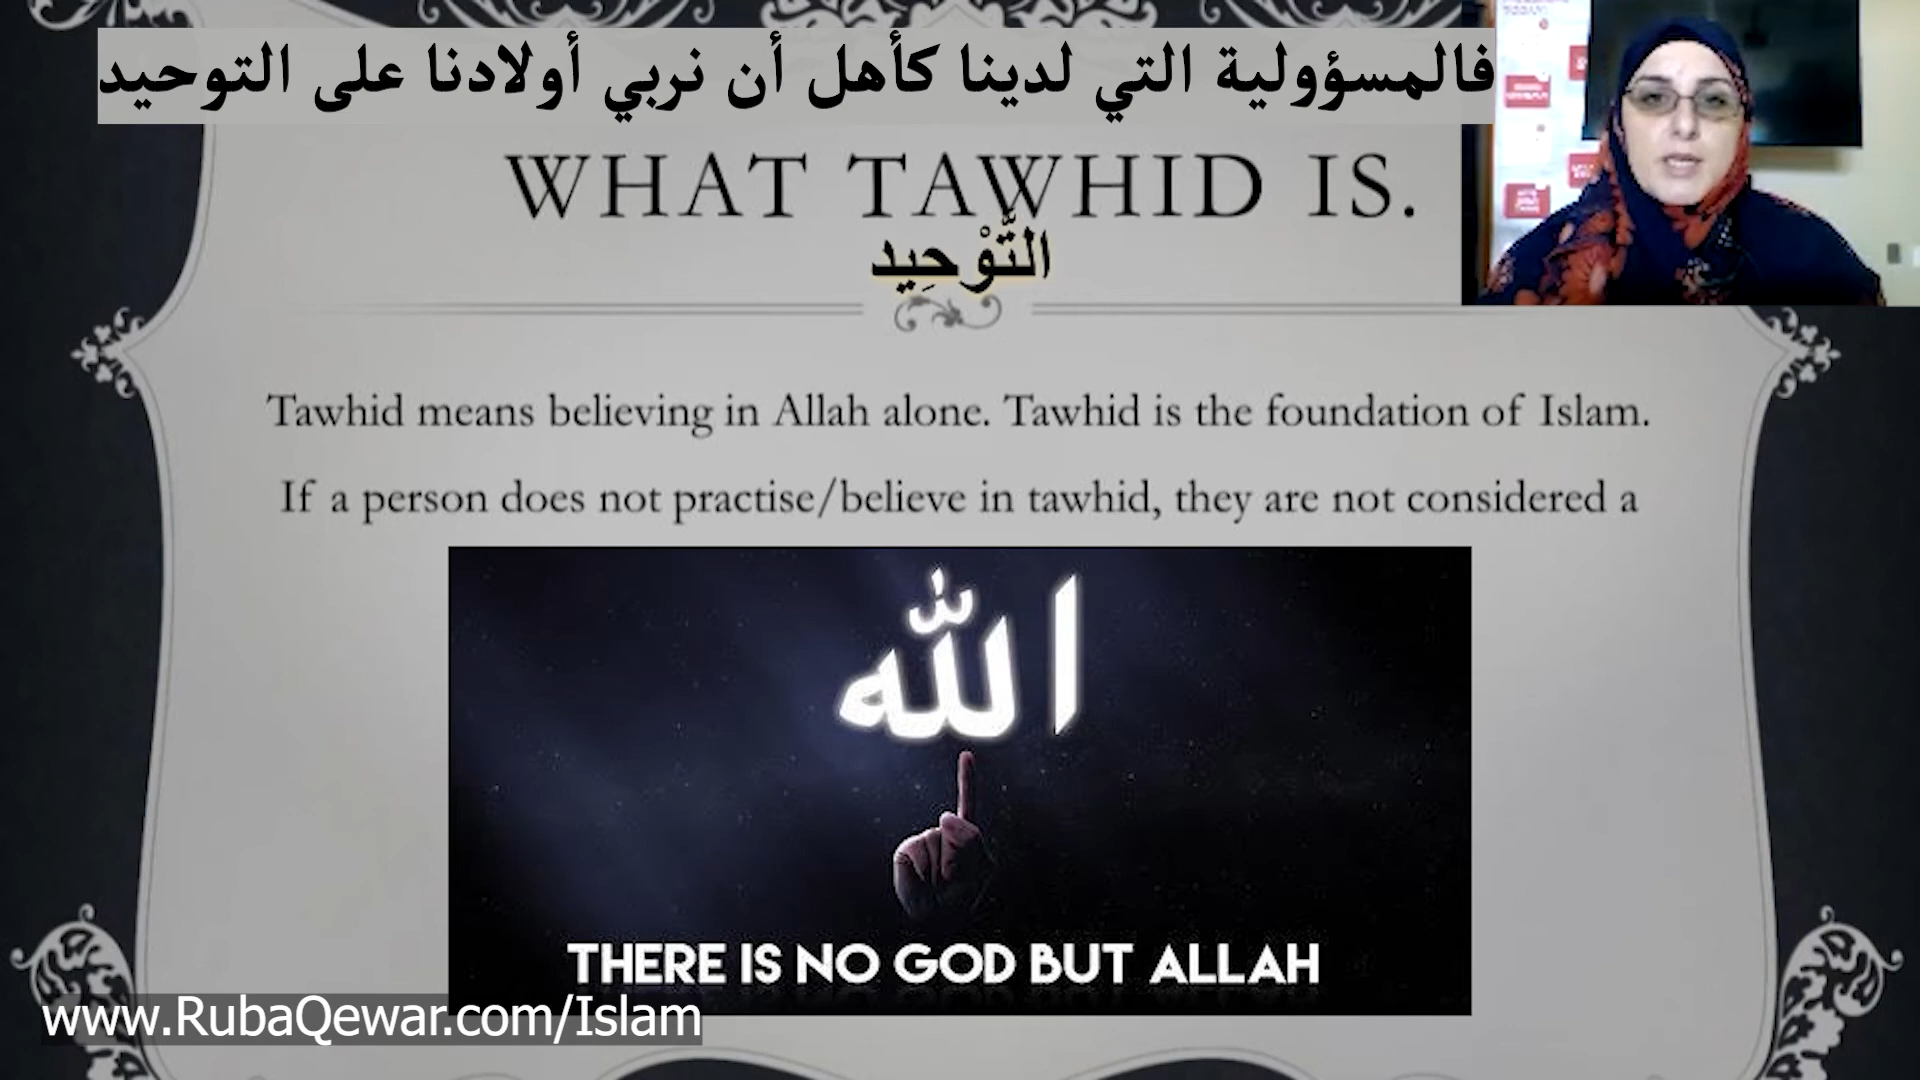 فالمسؤولية التي لدينا كأهل أن نربي أولادنا على التوحيد
WHAT TAWHID IS.
التَّوْحِيد
Tawhid means believing in Allah alone. Tawhid is the foundation of Islam.
If a person does not practise/believe in tawhid, they are not considered a
الله
THERE IS NO GOD BUT ALLAH
www.RubaQewar.com/Islam